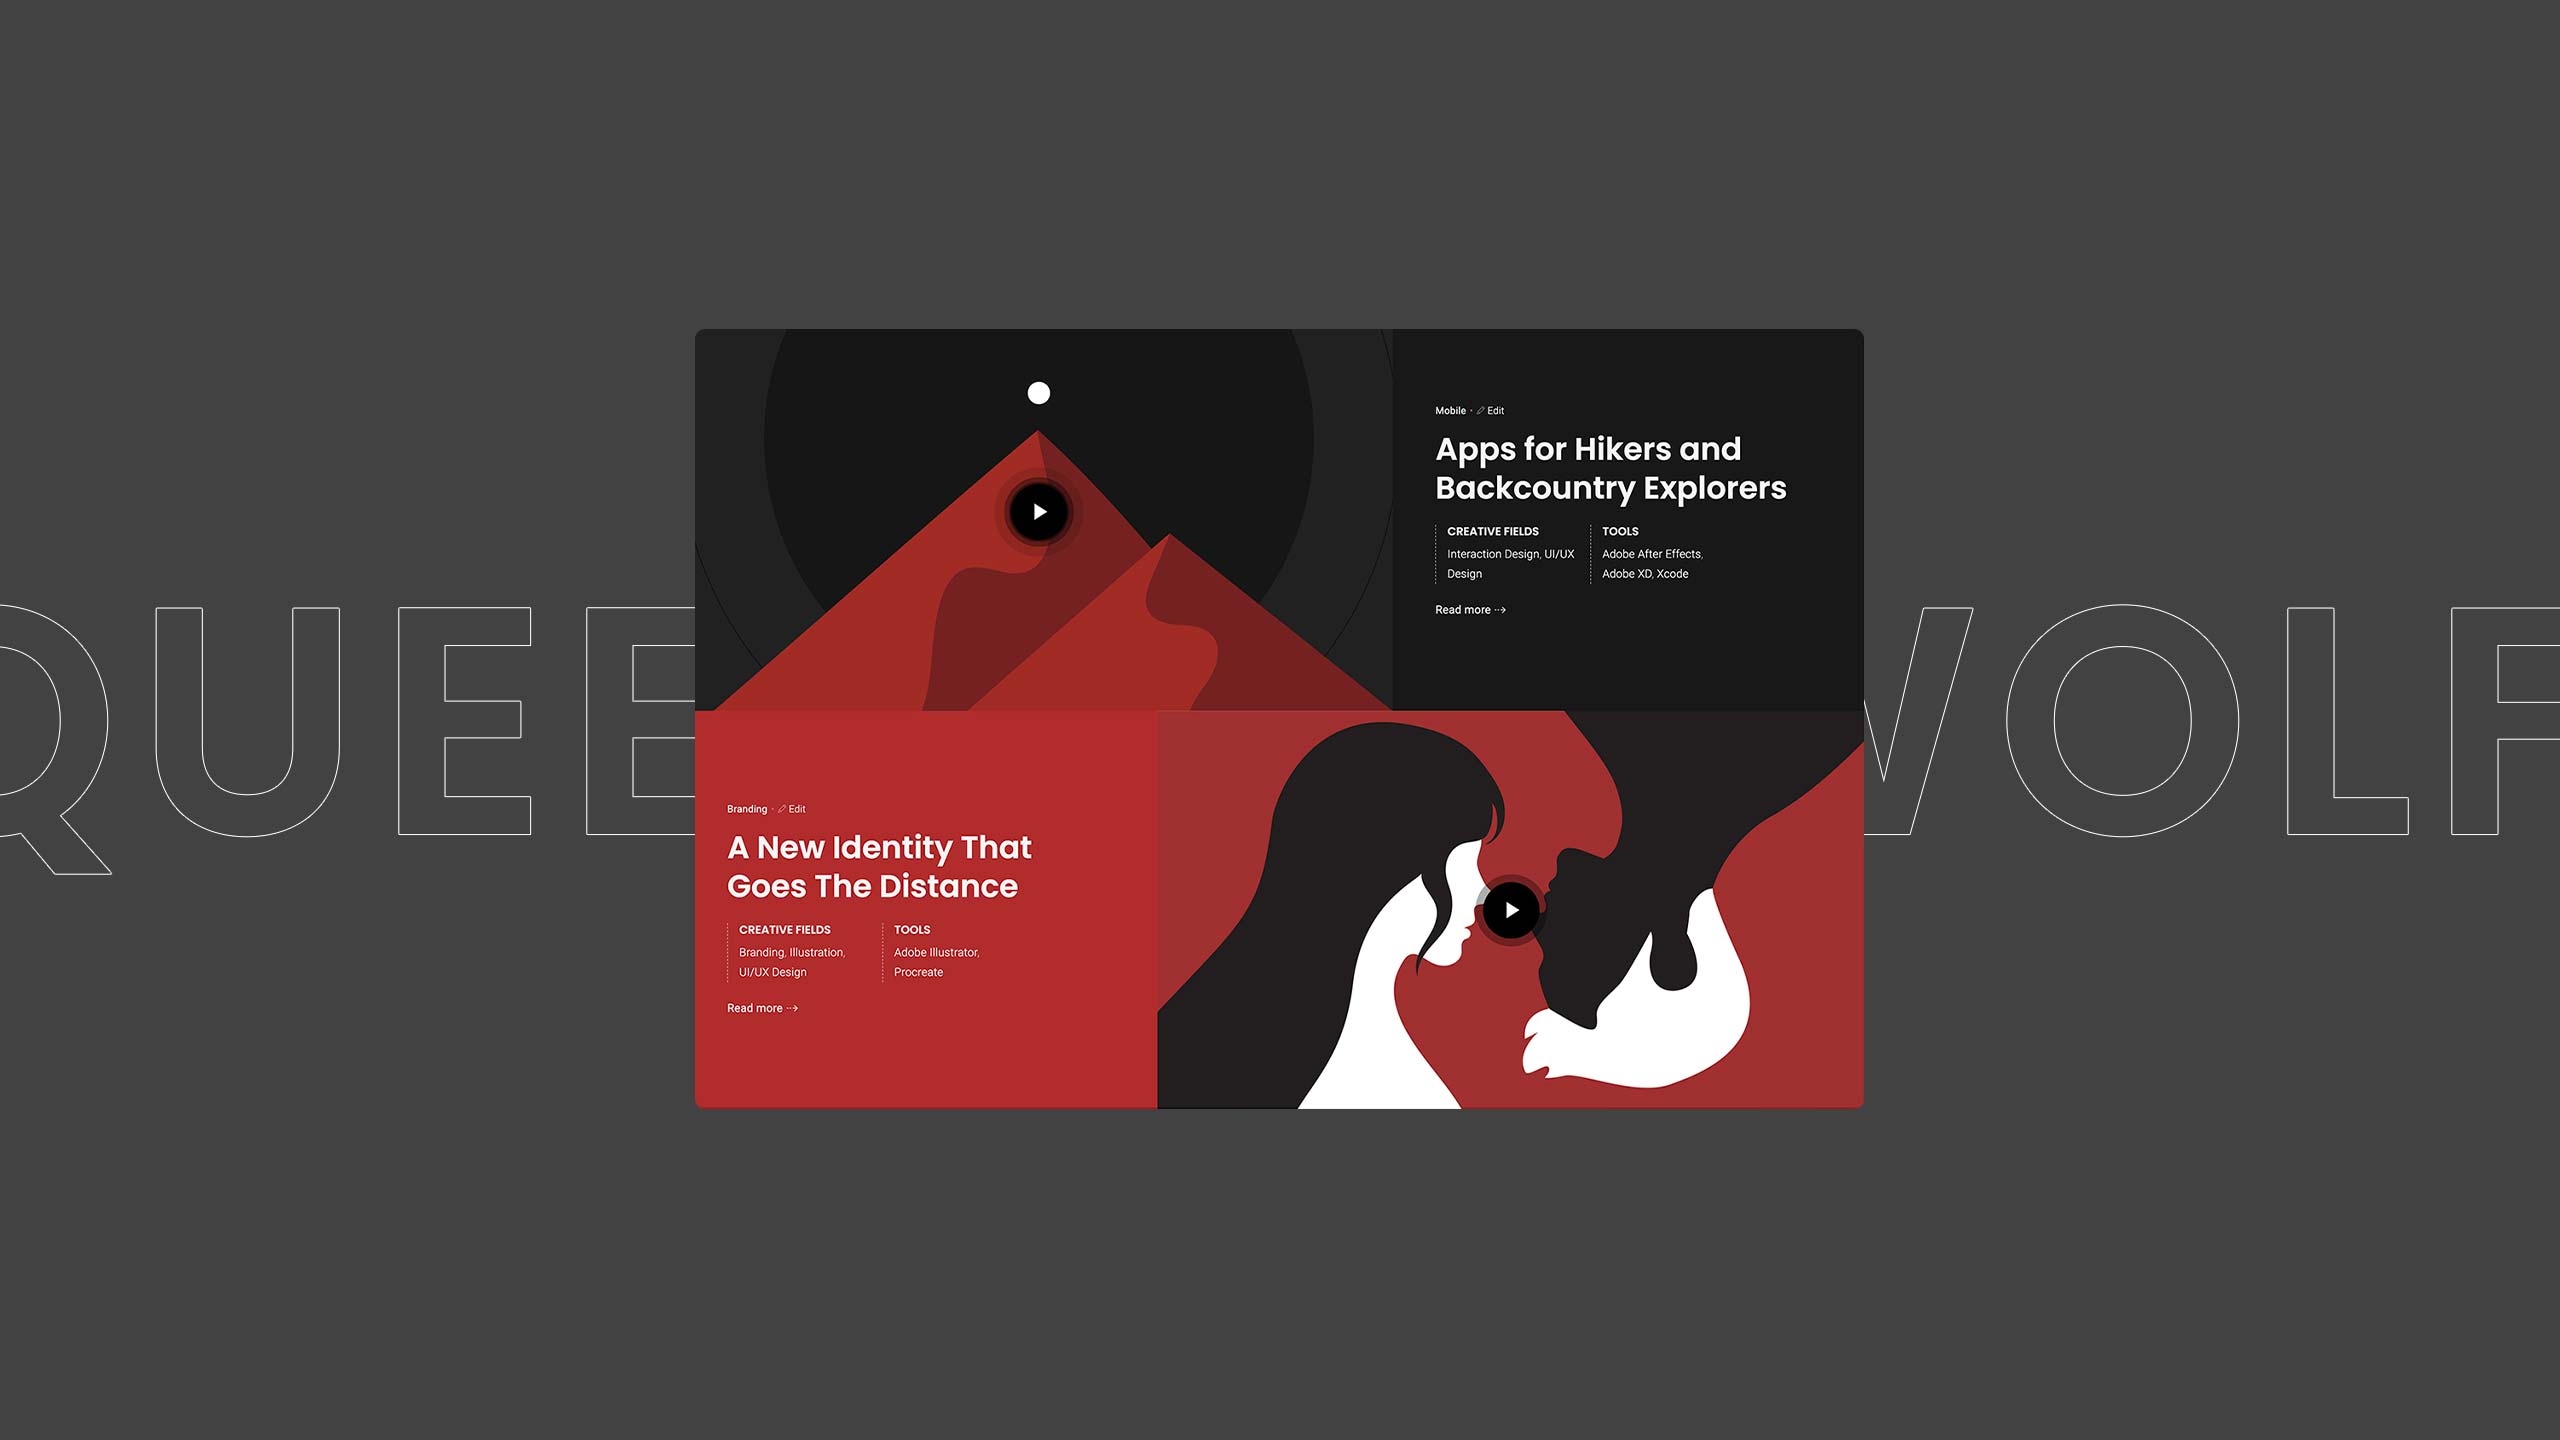 QUEE
WOLF
Mobile · Edit
Apps for Hikers and
Backcountry Explorers
CREATIVE FIELDS
Interaction Design, UI/UX
Design
TOOLS
Adobe After Effects,
Adobe XD, Xcode
Read more ⇢
Branding · Edit
A New Identity That
Goes The Distance
CREATIVE FIELDS
Branding, Illustration,
UI/UX Design
TOOLS
Adobe Illustrator,
Procreate
Read more ⇢